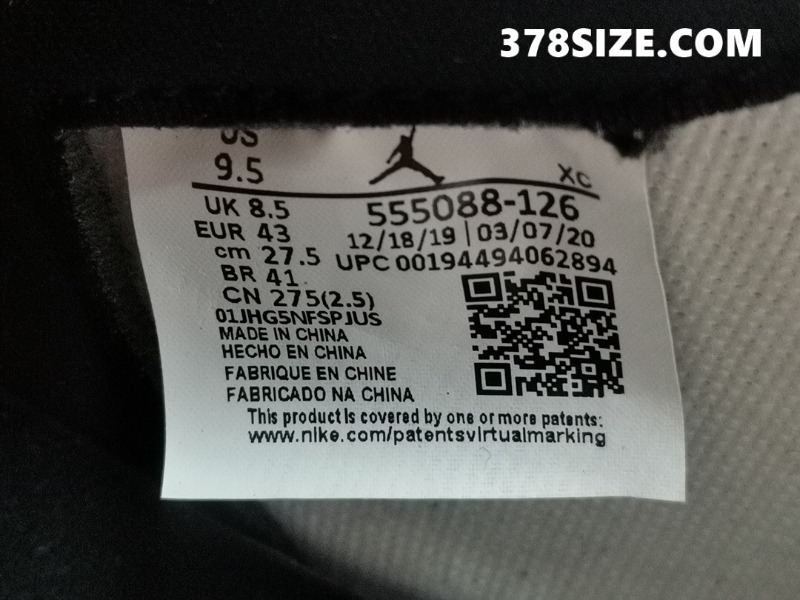 378SIZE.COM
US
9.5
XC
UK 8.5
555088-126
EUR 43
12/18/19 | 03/07/20
cm 27.5
UPC 00194494062894
BR 41
CN 275(2.5)
01JHG5NFSPJUS
MADE IN CHINA
HECHO EN CHINA
FABRIQUE EN CHINE
FABRICADO NA CHINA
This product is covered by one or more patents:
www.nike.com/patentsvirtualmarking